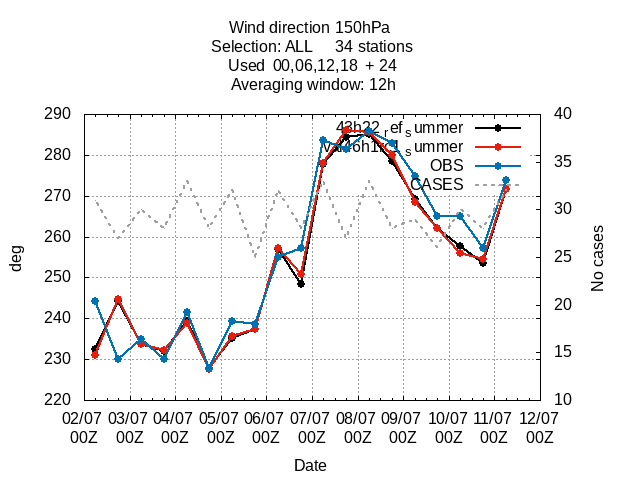 Wind direction 150hPa
Selection: ALL 34 stations
Used 00,06,12,18 + 24
Averaging window: 12h
290
280
270
260
250
240
230
220
deg
40
35
30
25
20
15
10
No cases
43h22_ref_summer
summer
OBS
CASES
02/07 03/07 04/07 05/07 06/07 07/07 08/07 09/07 10/07 11/07 12/07
00Z 00Z 00Z 00Z 00Z 00Z 00Z 00Z 00Z 00Z 00Z
Date